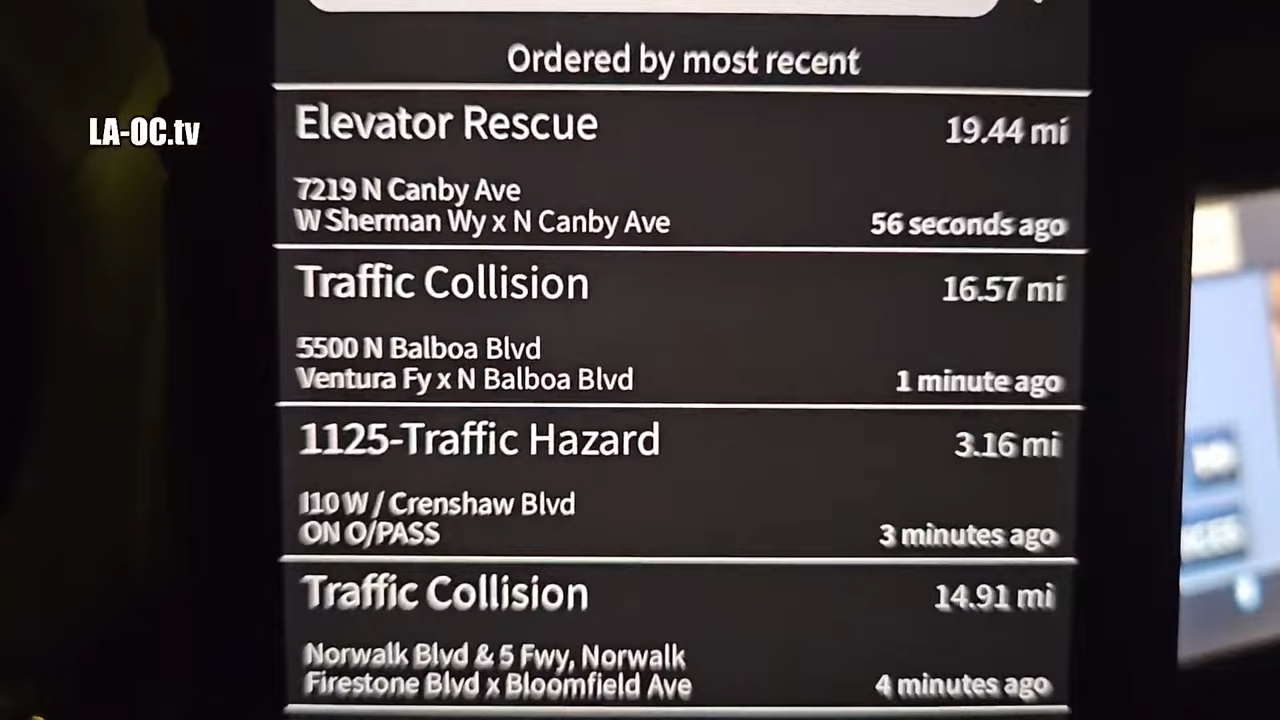 LA-OC.tv
Ordered by most recent
Elevator Rescue
19.44 mi
7219 N Canby Ave
W Sherman Wy x N Canby Ave
56 seconds ago
Traffic Collision
16.57 mi
5500 N Balboa Blvd
Ventura Fy x N Balboa Blvd
1 minute ago
1125-Traffic Hazard
3.16 mi
I10 W / Crenshaw Blvd
ON O/PASS
3 minutes ago
Traffic Collision
14.91 mi
Norwalk Blvd & 5 Fwy, Norwalk
Firestone Blvd x Bloomfield Ave
4 minutes ago